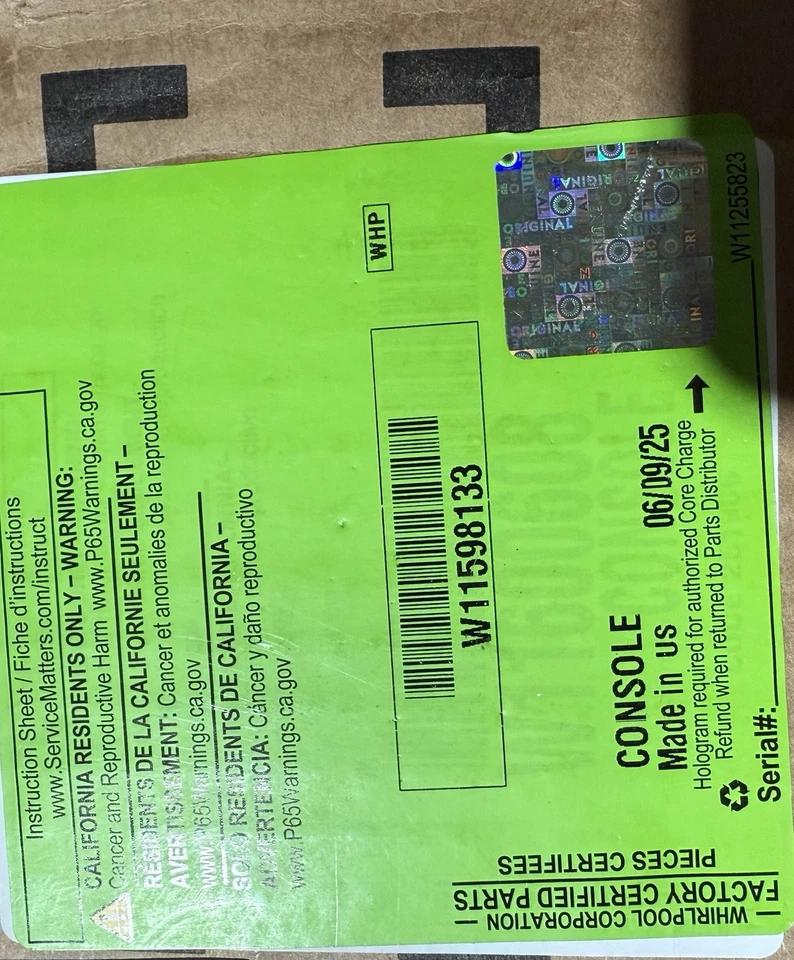 Instruction Sheet / Fiche d'instructions
www.ServiceMatters.com/instruct
CALIFORNIA RESIDENTS ONLY – WARNING:
Cancer and Reproductive Harm www.P65Warnings.ca.gov
RESIDENTS DE LA CALIFORNIE SEULEMENT –
AVERTISSEMENT: Cancer et anomalies de la reproduction
www.P65Warnings.ca.gov
SOLO RESIDENTS DE CALIFORNIA –
ADVERTENCIA: Cáncer y daño reproductivo
www.P65Warnings.ca.gov
WHP
W11598133
CONSOLE
Made in US 06/09/25
Hologram required for authorized Core Charge
Refund when returned to Parts Distributor
Serial#:
W11255823
ORIGINAL
WHIRLPOOL CORPORATION
FACTORY CERTIFIED PARTS
PIECES CERTIFEES